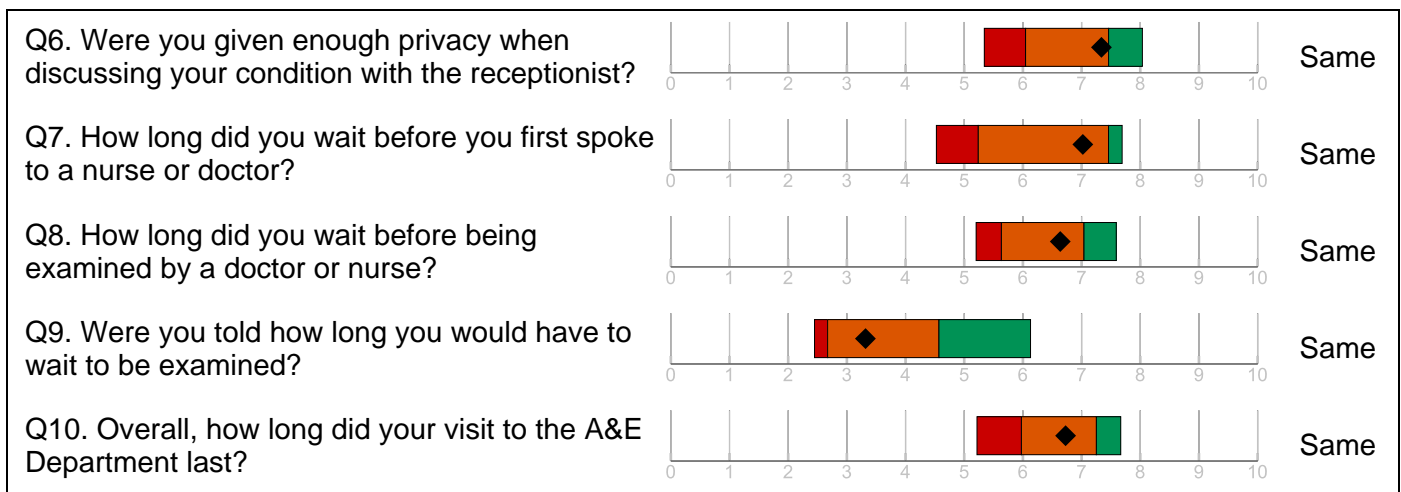 Q6. Were you given enough privacy when
discussing your condition with the receptionist?
Same
0 1 2 3 4 5 6 7 8 9 10
Q7. How long did you wait before you first spoke
to a nurse or doctor?
Same
0 1 2 3 4 5 6 7 8 9 10
Q8. How long did you wait before being
examined by a doctor or nurse?
Same
0 1 2 3 4 5 6 7 8 9 10
Q9. Were you told how long you would have to
wait to be examined?
Same
0 1 2 3 4 5 6 7 8 9 10
Q10. Overall, how long did your visit to the A&E
Department last?
Same
0 1 2 3 4 5 6 7 8 9 10